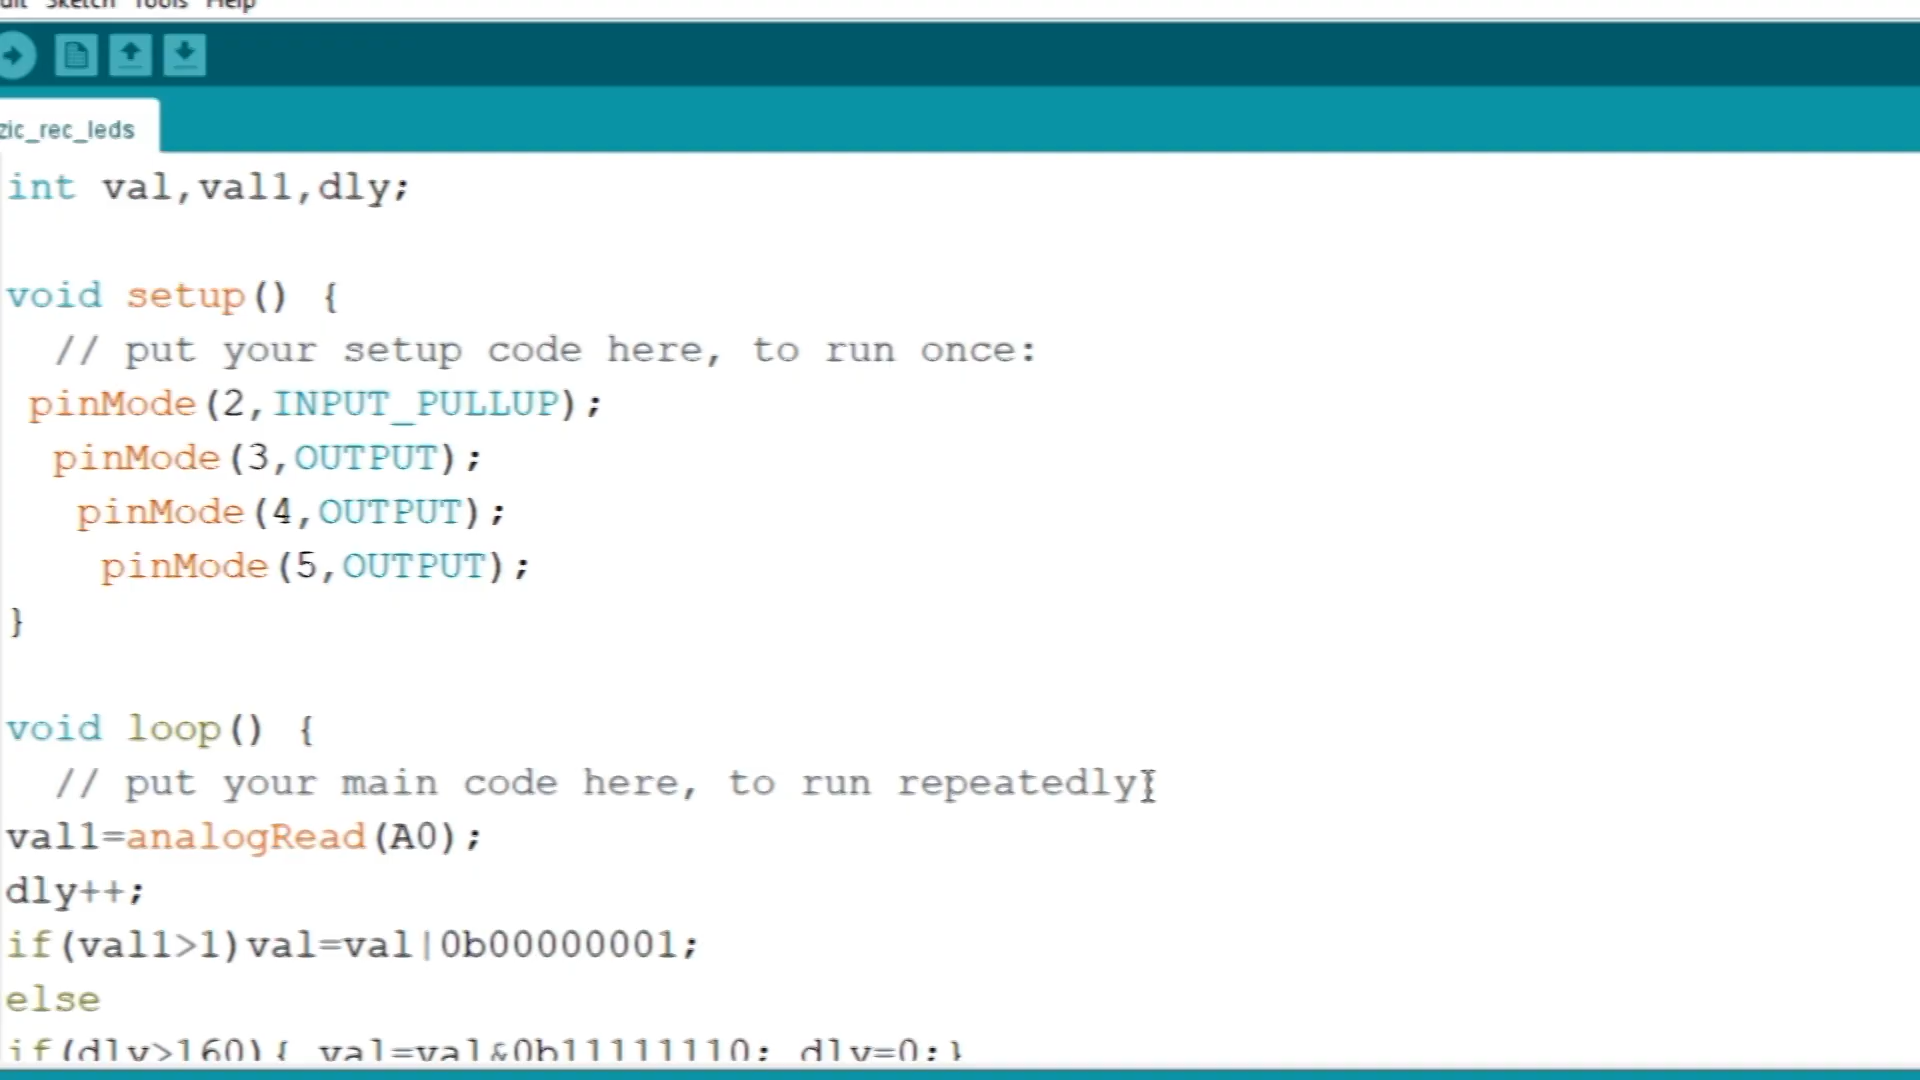 Sketch Tools Help
zic_rec_leds
int val,val1,dly;
void setup() {
// put your setup code here, to run once:
pinMode(2,INPUT_PULLUP);
pinMode(3,OUTPUT);
pinMode(4,OUTPUT);
pinMode(5,OUTPUT);
}
void loop() {
// put your main code here, to run repeatedly
val1=analogRead(A0);
dly++;
if(val1>1)val=val|0b00000001;
else
if(dly>160){ val=val&0b11111110; dly=0;}